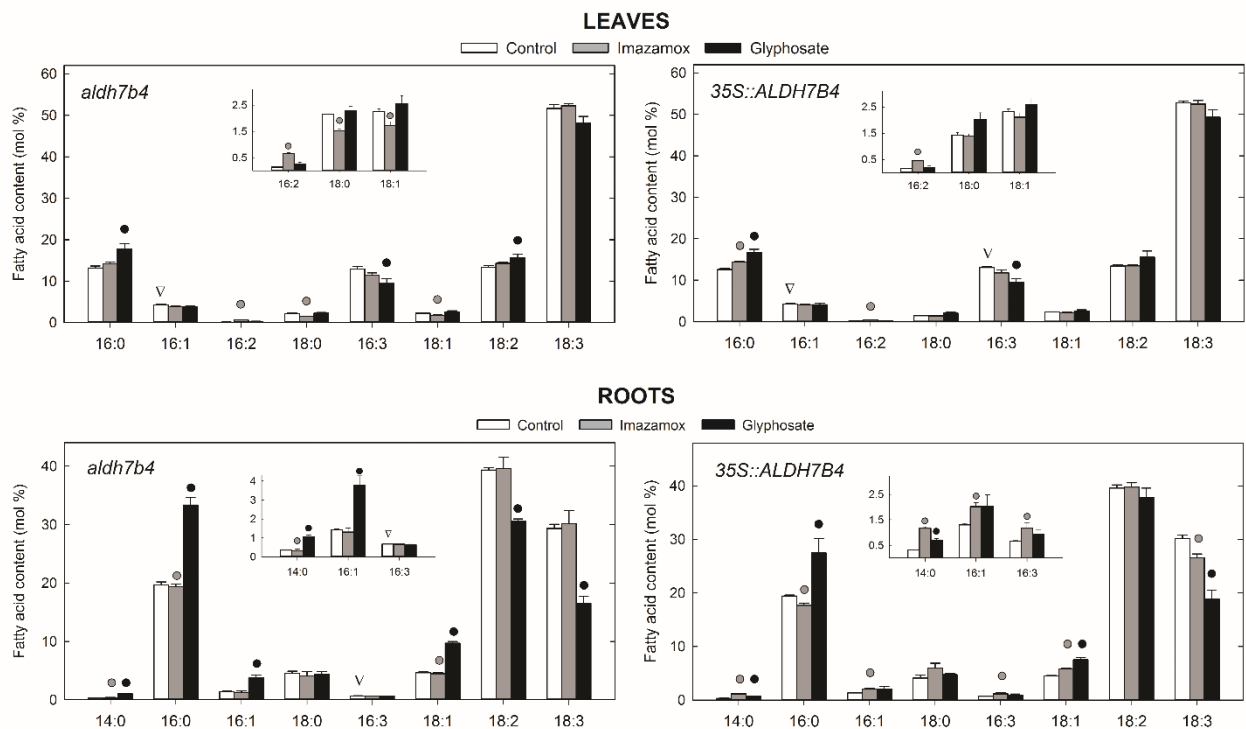 LEAVES
Control Imazamox Glyphosate
aldh7b4
Fatty acid content (mol %)
60
50
40
30
20
10
0
2.5
1.5
0.5
16:2 18:0 18:1
16:0 16:1 16:2 18:0 16:3 18:1 18:2 18:3
35S::ALDH7B4
Fatty acid content (mol %)
60
50
40
30
20
10
0
2.5
1.5
0.5
16:2 18:0 18:1
16:0 16:1 16:2 18:0 16:3 18:1 18:2 18:3
ROOTS
Control Imazamox Glyphosate
aldh7b4
Fatty acid content (mol %)
40
30
20
10
0
4
3
2
1
0
14:0 16:1 16:3
14:0 16:0 16:1 18:0 16:3 18:1 18:2 18:3
35S::ALDH7B4
Fatty acid content (mol %)
40
30
20
10
0
2.5
1.5
0.5
14:0 16:1 16:3
14:0 16:0 16:1 18:0 16:3 18:1 18:2 18:3